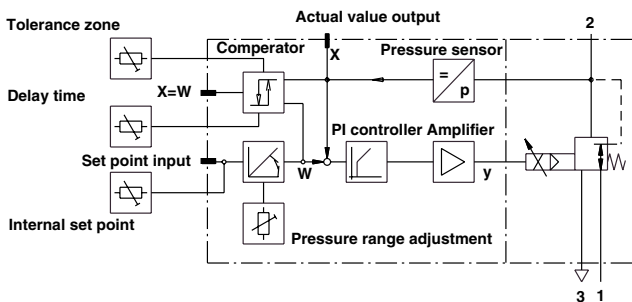 Actual value output
2
Tolerance zone
Comperator
X
Pressure sensor
=
p
Delay time
X=W
PI controller Amplifier
Set point input
W
y
Internal set point
Pressure range adjustment
3 1